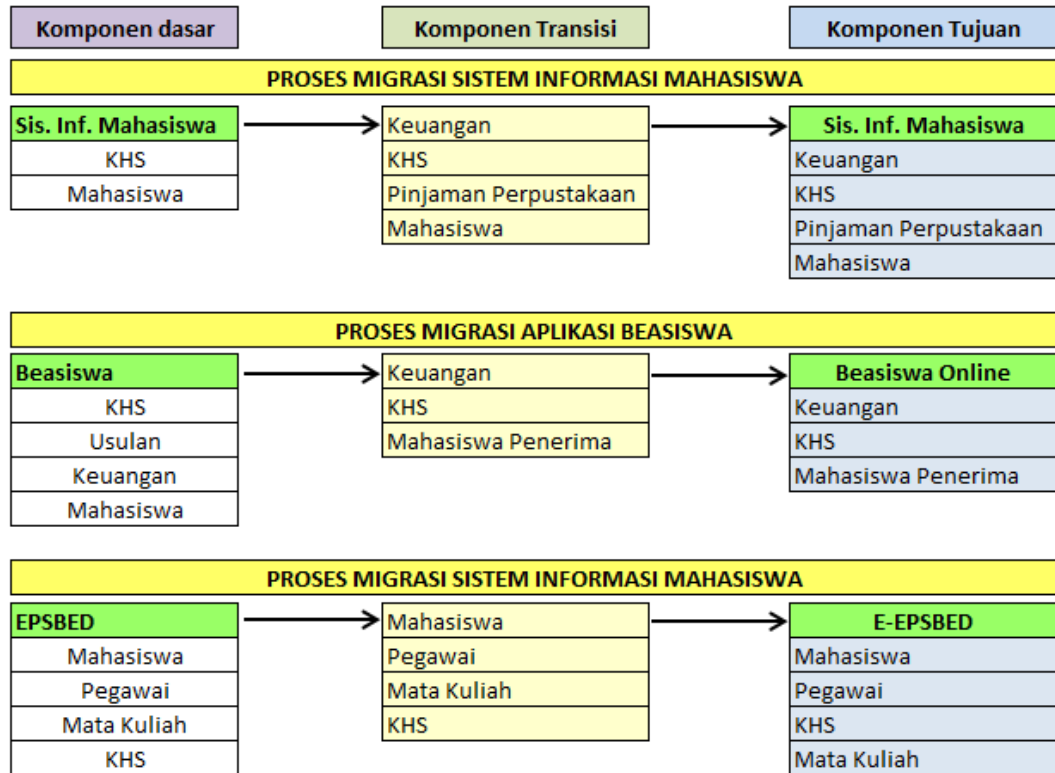 Komponen dasar Komponen Transisi Komponen Tujuan
PROSES MIGRASI SISTEM INFORMASI MAHASISWA
Sis. Inf. Mahasiswa Keuangan Sis. Inf. Mahasiswa
KHS KHS Keuangan
Mahasiswa Pinjaman Perpustakaan KHS
Mahasiswa Pinjaman Perpustakaan
Mahasiswa
PROSES MIGRASI APLIKASI BEASISWA
Beasiswa Keuangan Beasiswa Online
KHS KHS Keuangan
Usulan Mahasiswa Penerima KHS
Keuangan Mahasiswa Penerima
Mahasiswa
PROSES MIGRASI SISTEM INFORMASI MAHASISWA
EPSBED Mahasiswa E-EPSBED
Mahasiswa Pegawai Mahasiswa
Pegawai Mata Kuliah Pegawai
Mata Kuliah KHS KHS
KHS Mata Kuliah